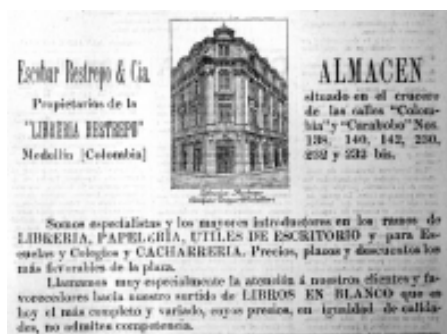 Escobar Restrepo & Cía.
Propietarios de la
"LIBRERIA RESTREPO"
Medellín [Colombia]
ALMACEN
situado en el crucero
de las calles "Colom-
bia" y "Carabobo" Nos.
138, 140, 142, 230,
232 y 232 bis.
Somos especialistas y los mayores introductores en los ramos de
LIBRERIA, PAPELERIA, UTILES DE ESCRITORIO y para Es-
cuelas y Colegios y CACHARRERIA. Precios, plazos y descuentos los
más favorables de la plaza.
Llamamos muy especialmente la atención á nuestros clientes y fa-
vorecedores hacia nuestro surtido de LIBROS EN BLANCO que es
hoy el más completo y variado, cuyos precios, en igualdad de calida-
des, no admiten competencia.